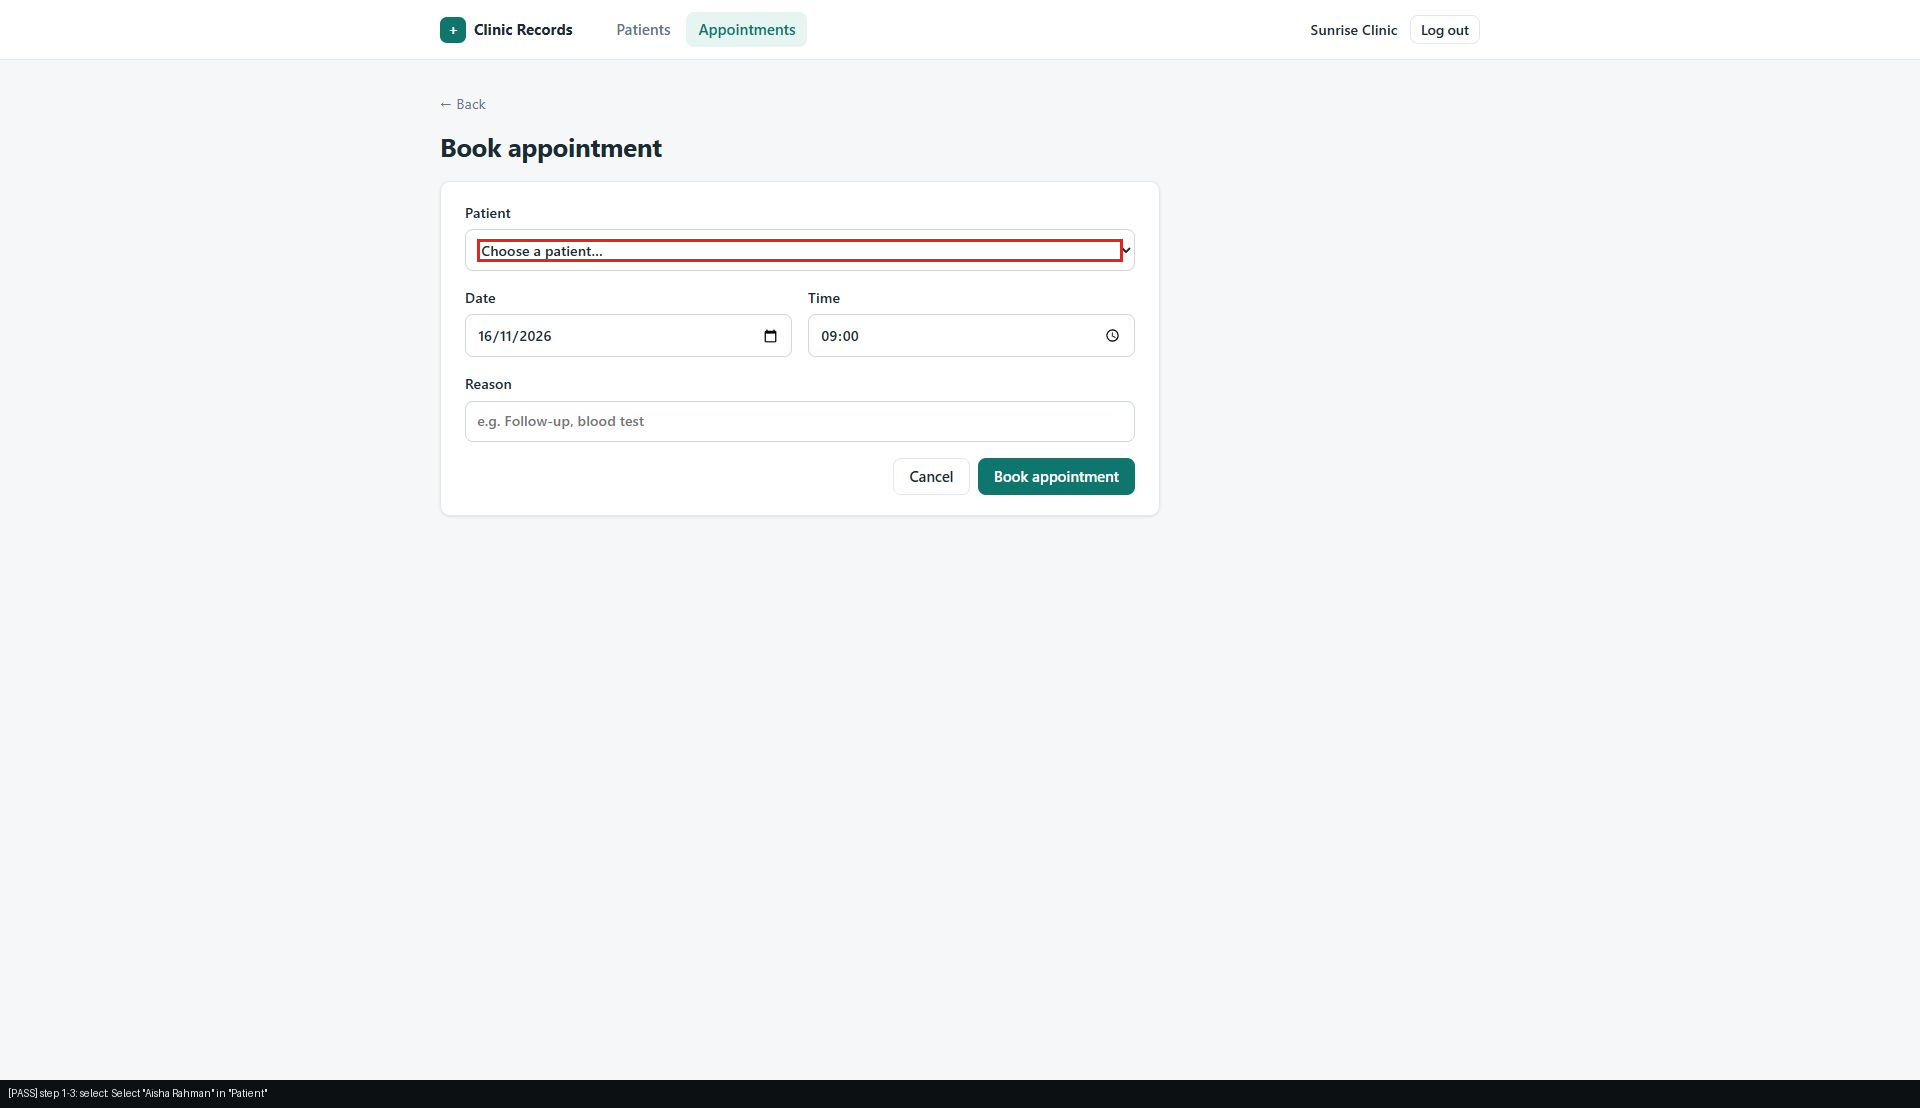 + Clinic Records Patients Appointments Sunrise Clinic Log out
← Back
Book appointment
Patient
Choose a patient...
Date Time
16/11/2026 09:00
Reason
e.g. Follow-up, blood test
Cancel Book appointment
[PASS] step 1-3: select: Select "Aisha Rahman" in "Patient"